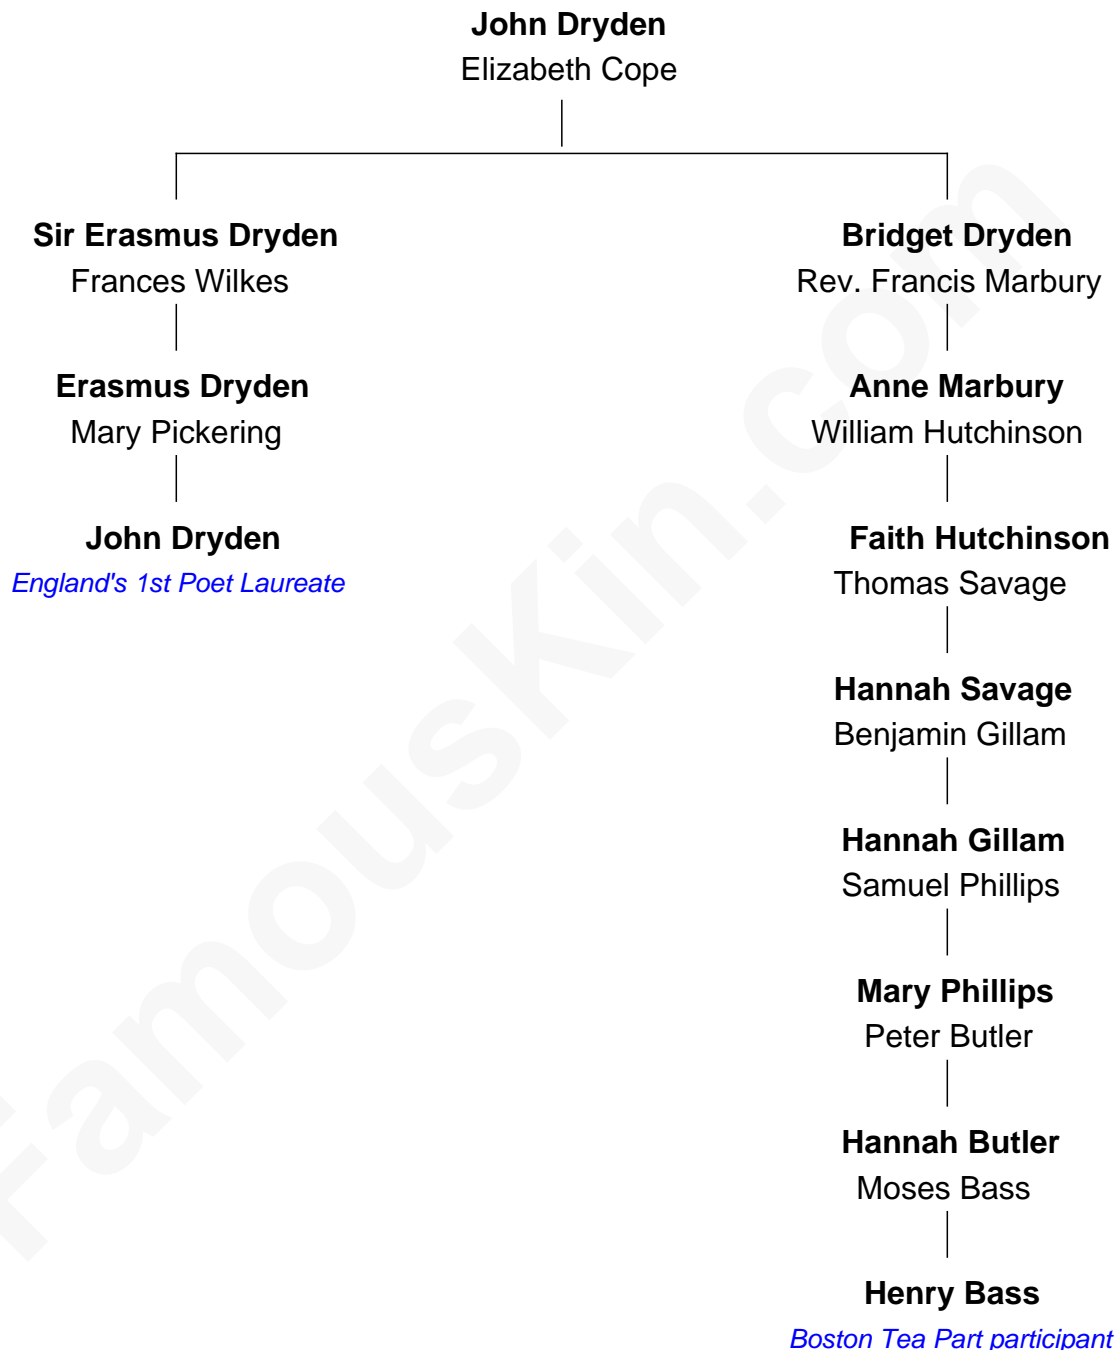 John Dryden
Elizabeth Cope
Sir Erasmus Dryden
Frances Wilkes
Erasmus Dryden
Mary Pickering
John Dryden
England's 1st Poet Laureate
Bridget Dryden
Rev. Francis Marbury
Anne Marbury
William Hutchinson
Faith Hutchinson
Thomas Savage
Hannah Savage
Benjamin Gillam
Hannah Gillam
Samuel Phillips
Mary Phillips
Peter Butler
Hannah Butler
Moses Bass
Henry Bass
Boston Tea Part participant
FamousKin.com